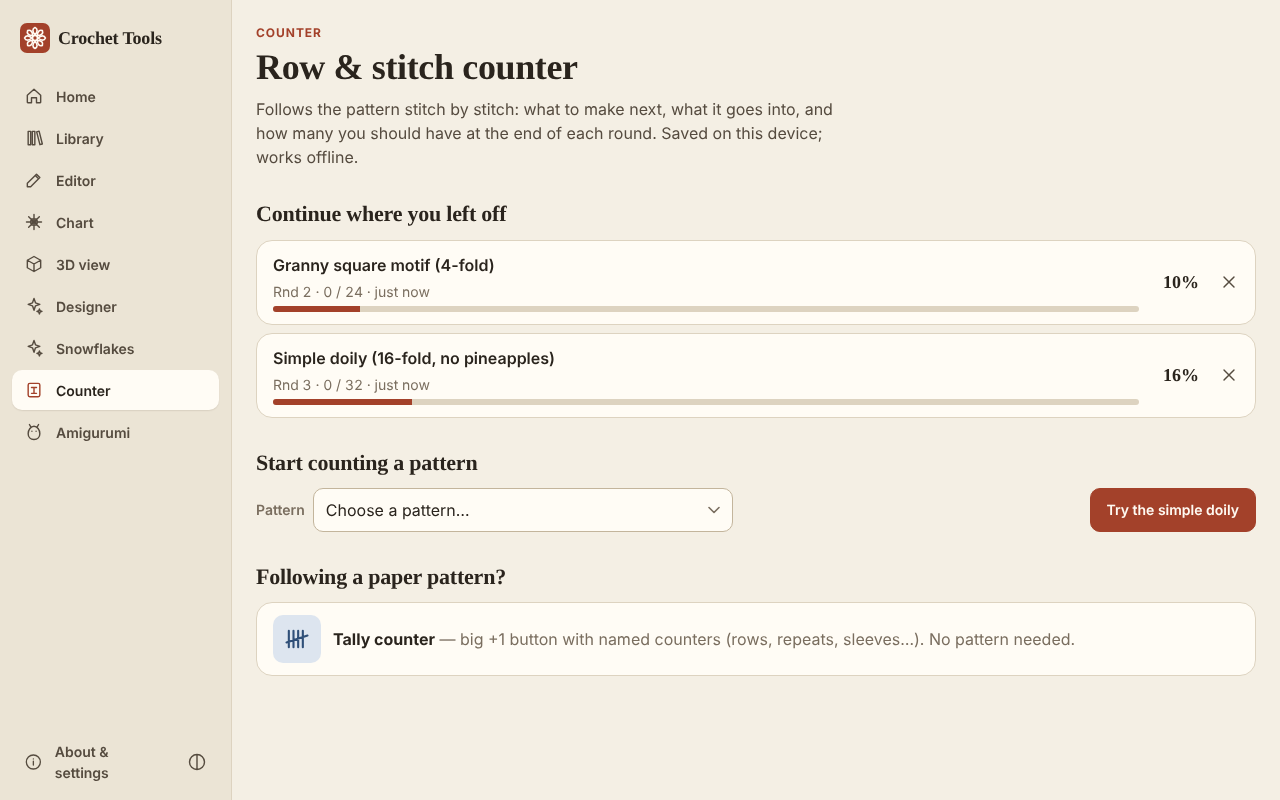 Crochet Tools
Home
Library
Editor
Chart
3D view
Designer
Snowflakes
Counter
Amigurumi
About &
settings
COUNTER
Row & stitch counter
Follows the pattern stitch by stitch: what to make next, what it goes into, and
how many you should have at the end of each round. Saved on this device;
works offline.
Continue where you left off
Granny square motif (4-fold)
Rnd 2 · 0 / 24 · just now
10%
Simple doily (16-fold, no pineapples)
Rnd 3 · 0 / 32 · just now
16%
Start counting a pattern
Pattern
Choose a pattern…
Try the simple doily
Following a paper pattern?
Tally counter — big +1 button with named counters (rows, repeats, sleeves…). No pattern needed.